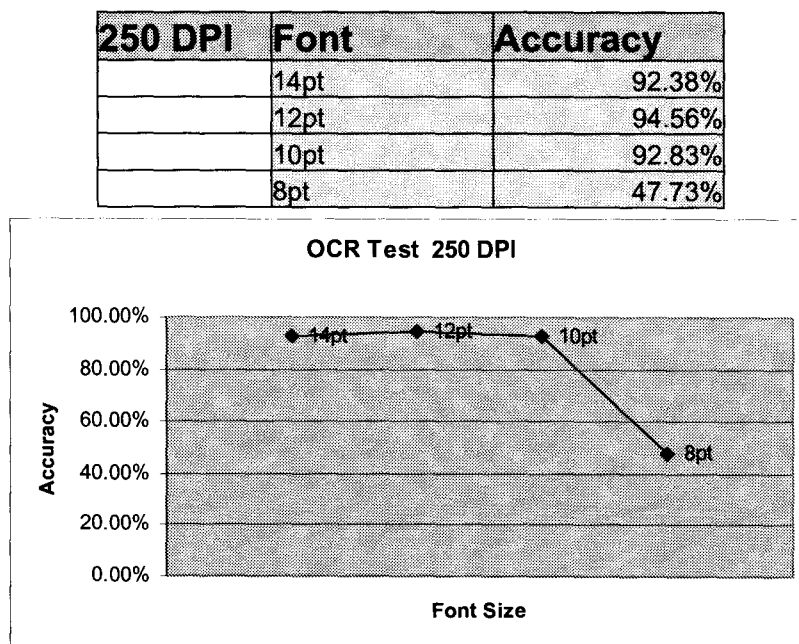 250 DPI Font Accuracy
14pt 92.38%
12pt 94.56%
10pt 92.83%
8pt 47.73%
OCR Test 250 DPI
100.00%
80.00%
60.00%
40.00%
20.00%
0.00%
Accuracy
14pt 12pt 10pt
8pt
Font Size